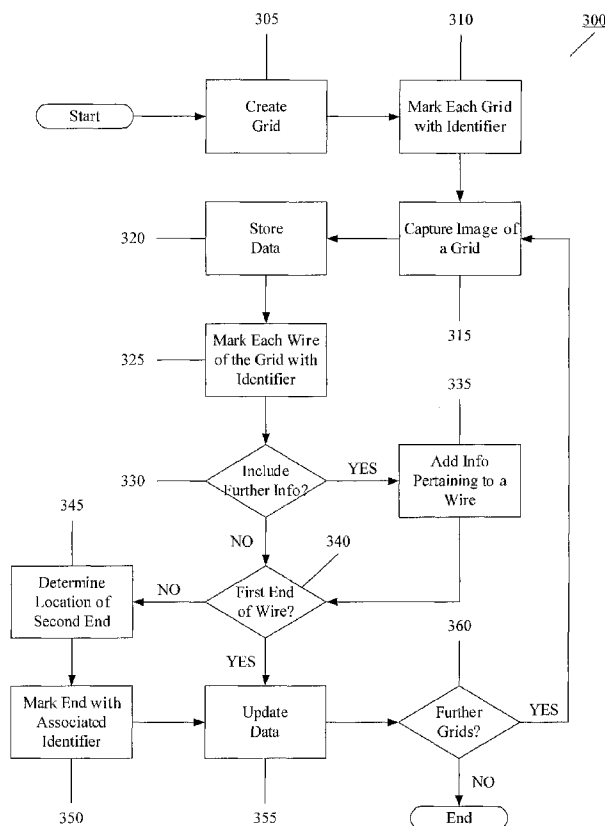 305
310
300
Start
Create
Grid
Mark Each Grid
with Identifier
320
Store
Data
Capture Image of
a Grid
315
325
Mark Each Wire
of the Grid with
Identifier
335
330
Include
Further Info?
YES
Add Info
Pertaining to a
Wire
NO
345
340
Determine
Location of
Second End
NO
First End
of Wire?
360
YES
Mark End with
Associated
Identifier
Update
Data
Further
Grids?
YES
NO
350
355
End